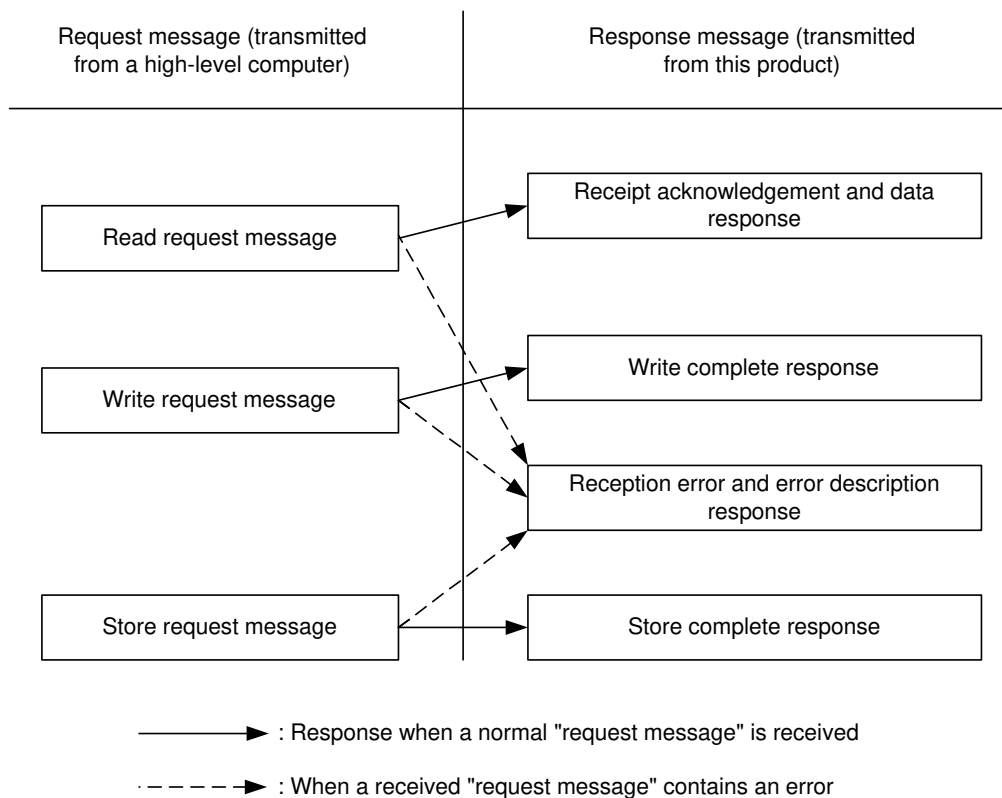 Request message (transmitted
from a high-level computer)
Response message (transmitted
from this product)
Read request message
Receipt acknowledgement and data
response
Write request message
Write complete response
Reception error and error description
response
Store request message
Store complete response
: Response when a normal "request message" is received
: When a received "request message" contains an error